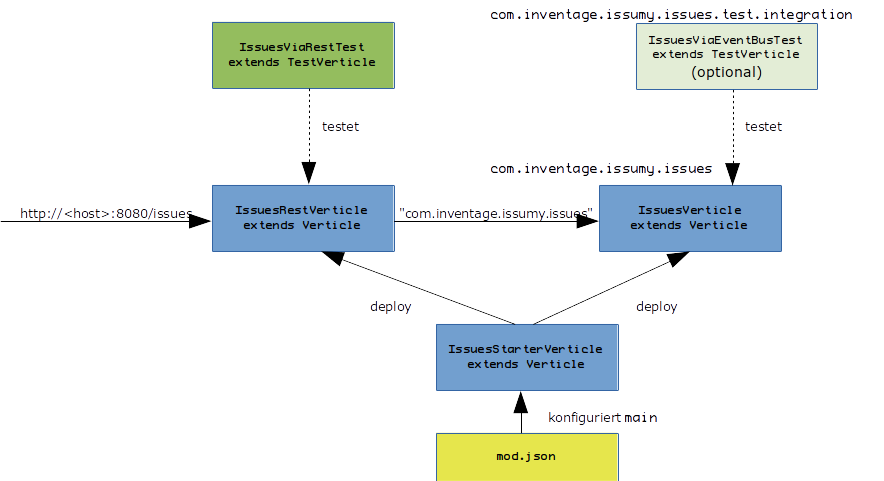 com.inventage.issumy.issues.test.integration
IssuesViaRestTest
extends TestVerticle
IssuesViaEventBusTest
extends TestVerticle
(optional)
testet
testet
com.inventage.issumy.issues
http://<host>:8080/issues
IssuesRestVerticle
extends Verticle
"com.inventage.issumy.issues"
IssuesVerticle
extends Verticle
deploy
deploy
IssuesStarterVerticle
extends Verticle
konfiguriert main
mod.json